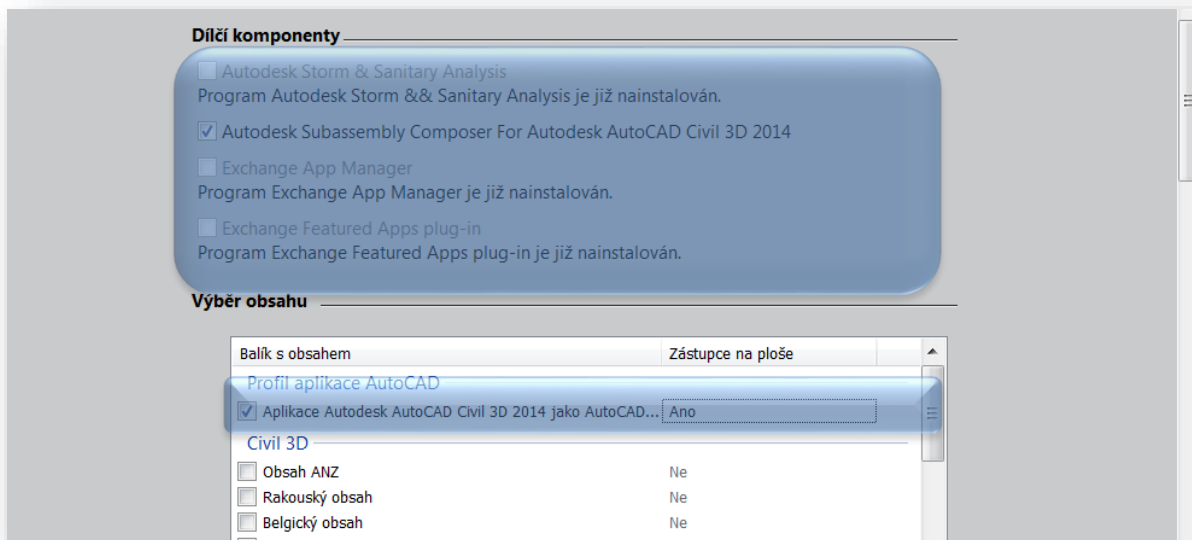 Dílčí komponenty
Autodesk Storm & Sanitary Analysis
Program Autodesk Storm && Sanitary Analysis je již nainstalován.
Autodesk Subassembly Composer For Autodesk AutoCAD Civil 3D 2014
Exchange App Manager
Program Exchange App Manager je již nainstalován.
Exchange Featured Apps plug-in
Program Exchange Featured Apps plug-in je již nainstalován.
Výběr obsahu
Balík s obsahem Zástupce na ploše
Profil aplikace AutoCAD
Aplikace Autodesk AutoCAD Civil 3D 2014 jako AutoCAD... Ano
Civil 3D
Obsah ANZ Ne
Rakouský obsah Ne
Belgický obsah Ne